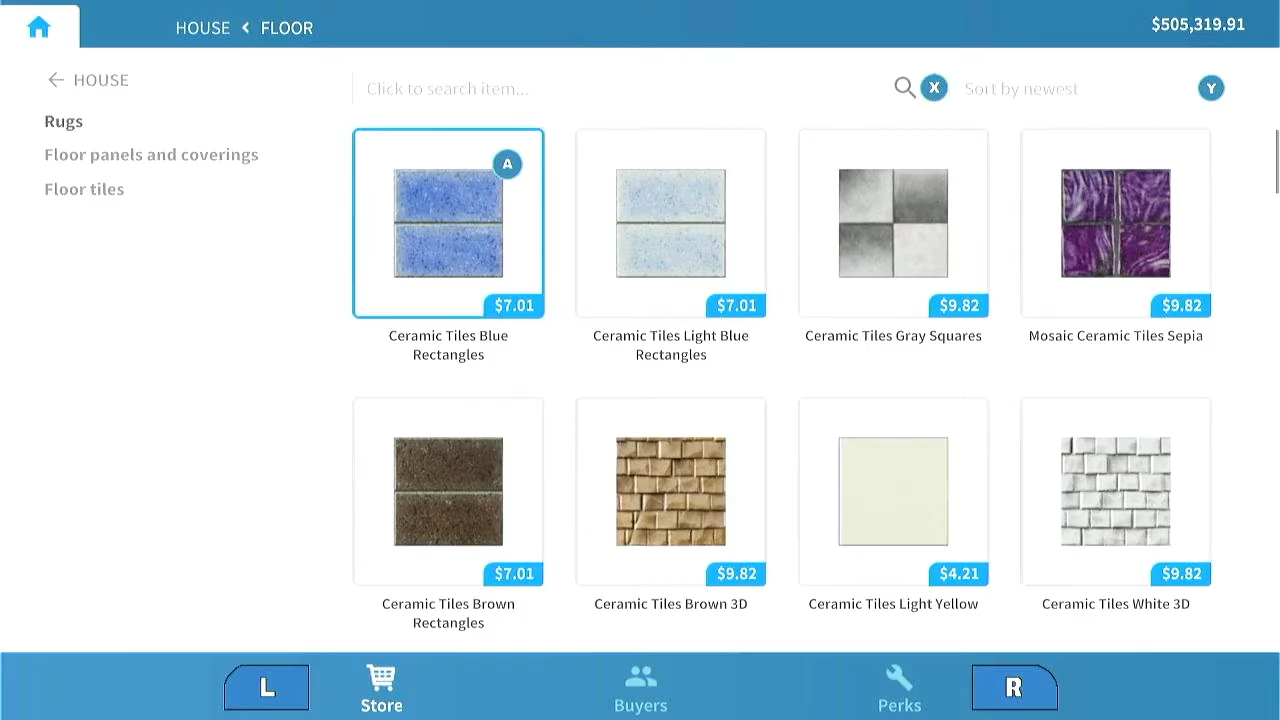 HOUSE < FLOOR
$505,319.91
← HOUSE
Rugs
Floor panels and coverings
Floor tiles
Click to search item...
X
Sort by newest
Y
A
$7.01
$7.01
$9.82
$9.82
Ceramic Tiles Blue
Rectangles
Ceramic Tiles Light Blue
Rectangles
Ceramic Tiles Gray Squares
Mosaic Ceramic Tiles Sepia
$7.01
$9.82
$4.21
$9.82
Ceramic Tiles Brown
Rectangles
Ceramic Tiles Brown 3D
Ceramic Tiles Light Yellow
Ceramic Tiles White 3D
L
Store
Buyers
Perks
R